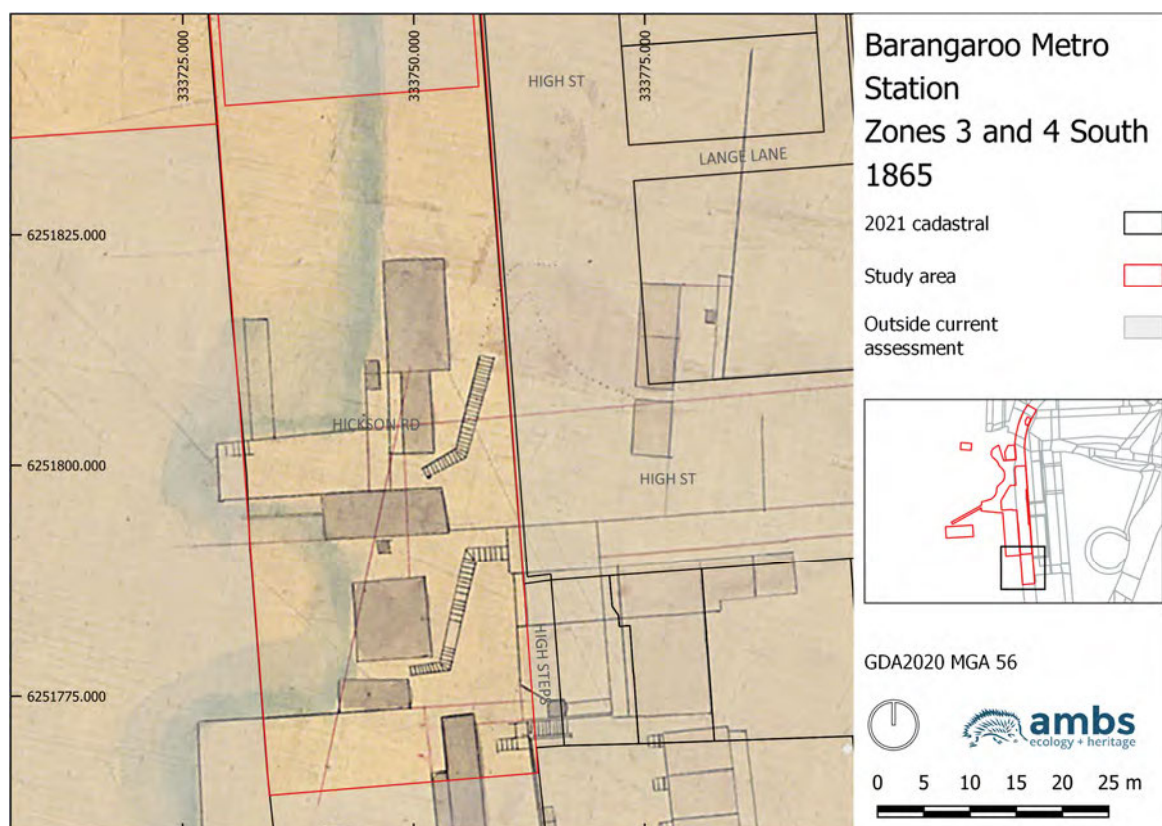 333725.000
333750.000
333775.000
HIGH ST
LANGE LANE
6251825.000
HICKSON RD
6251800.000
HIGH ST
HIGH STEPS
6251775.000
Barangaroo Metro
Station
Zones 3 and 4 South
1865
2021 cadastral
Study area
Outside current
assessment
GDA2020 MGA 56
ambs
ecology + heritage
0 5 10 15 20 25 m